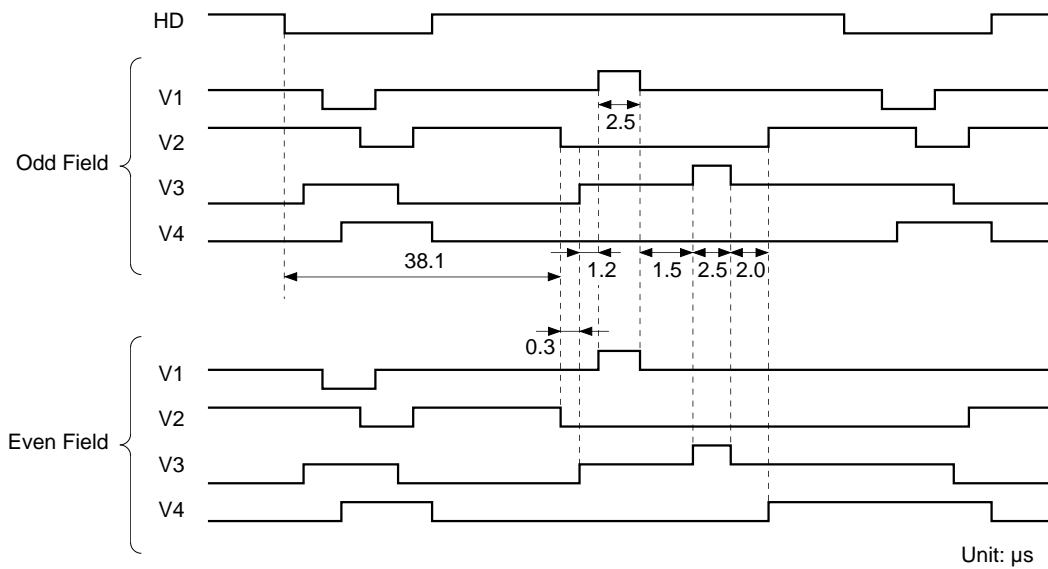 HD
V1
2.5
V2
Odd Field
V3
V4
38.1
1.2
1.5
2.5
2.0
0.3
V1
V2
Even Field
V3
V4
Unit: µs